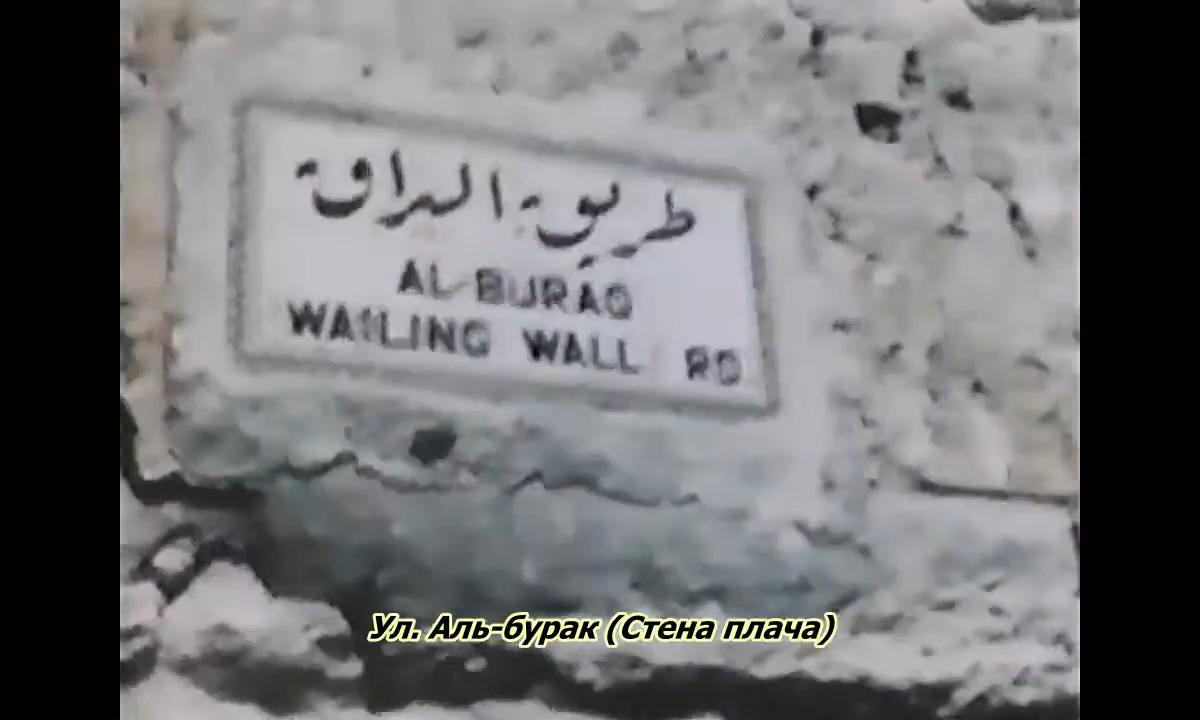 طريق البراق
AL BURAQ
WAILING WALL RD
Ул. Аль-бурак (Стена плача)